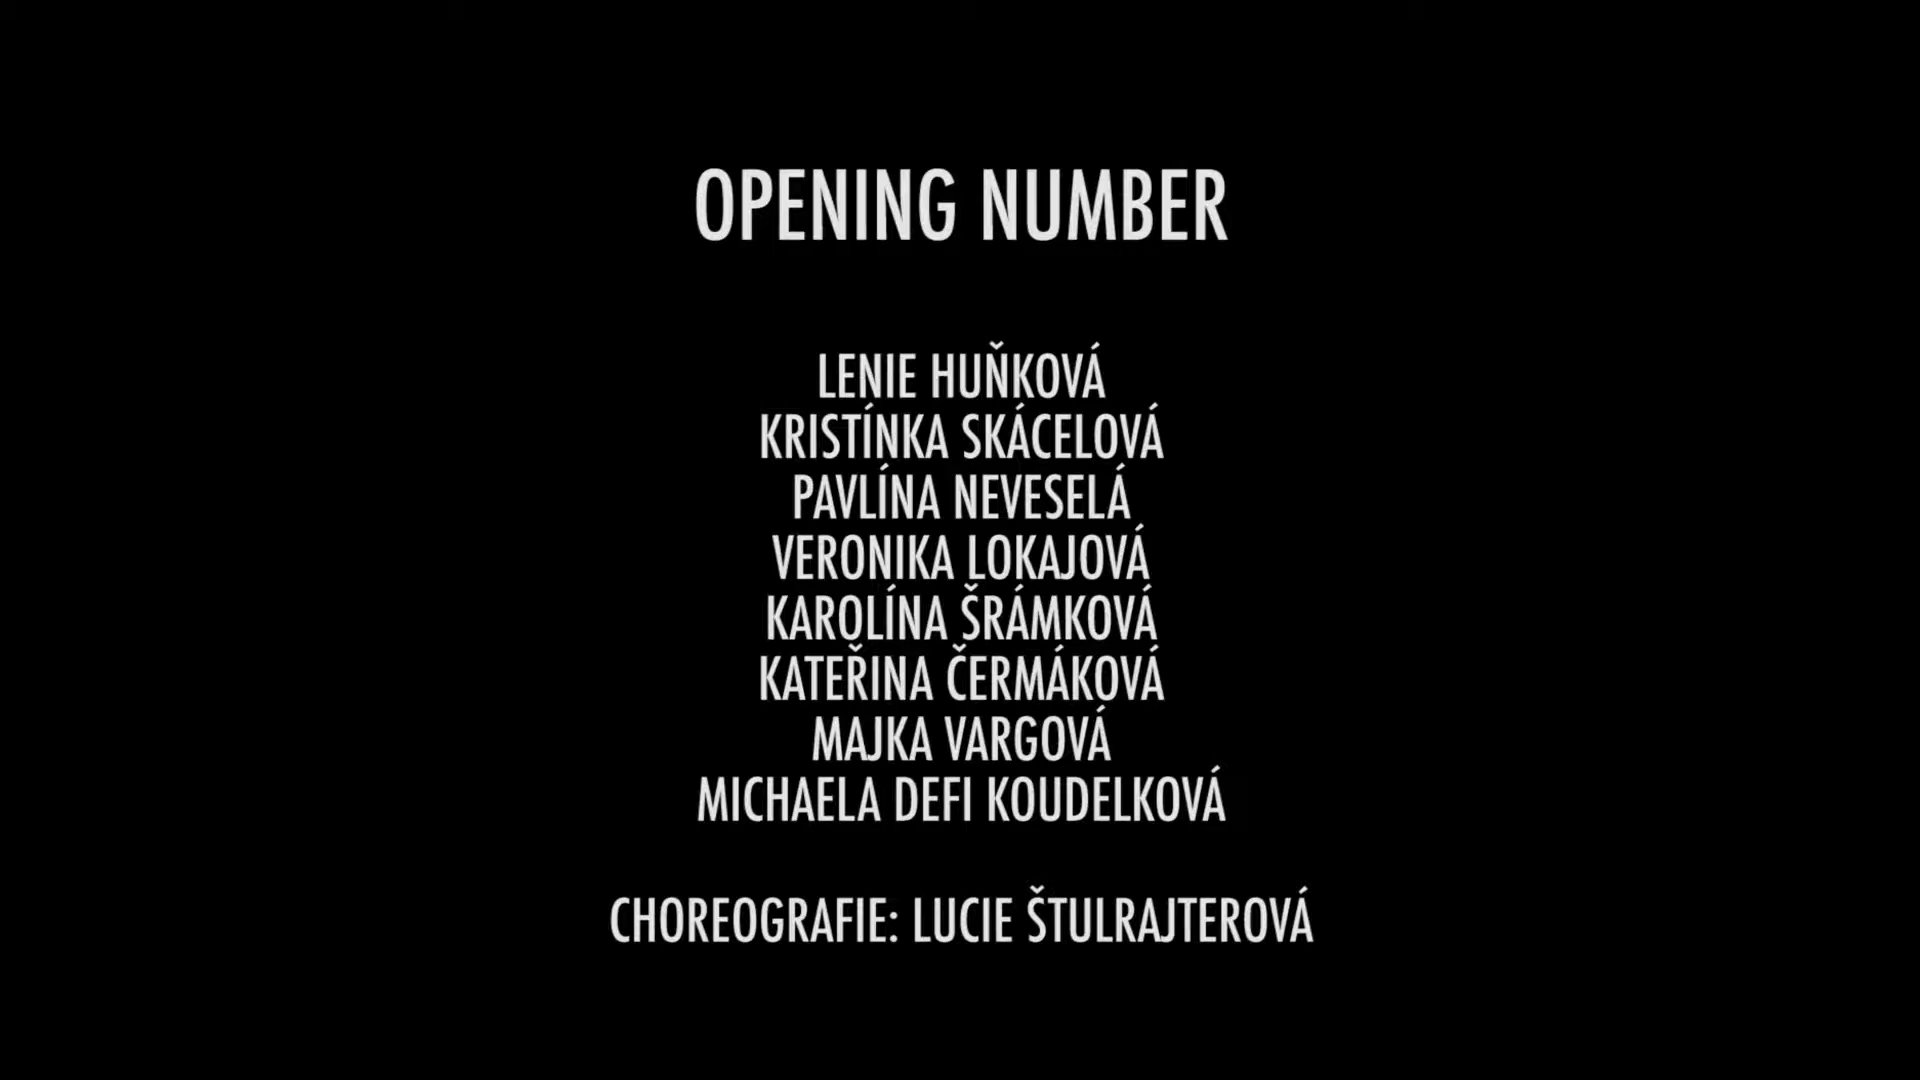 OPENING NUMBER
LENIE HUŇKOVÁ
KRISTÍNKA SKÁCELOVÁ
PAVLÍNA NEVESELÁ
VERONIKA LOKAJOVÁ
KAROLÍNA ŠRÁMKOVÁ
KATEŘINA ČERMÁKOVÁ
MAJKA VARGOVÁ
MICHAELA DEFI KOUDELKOVÁ
CHOREOGRAFIE: LUCIE ŠTULRAJTEROVÁ